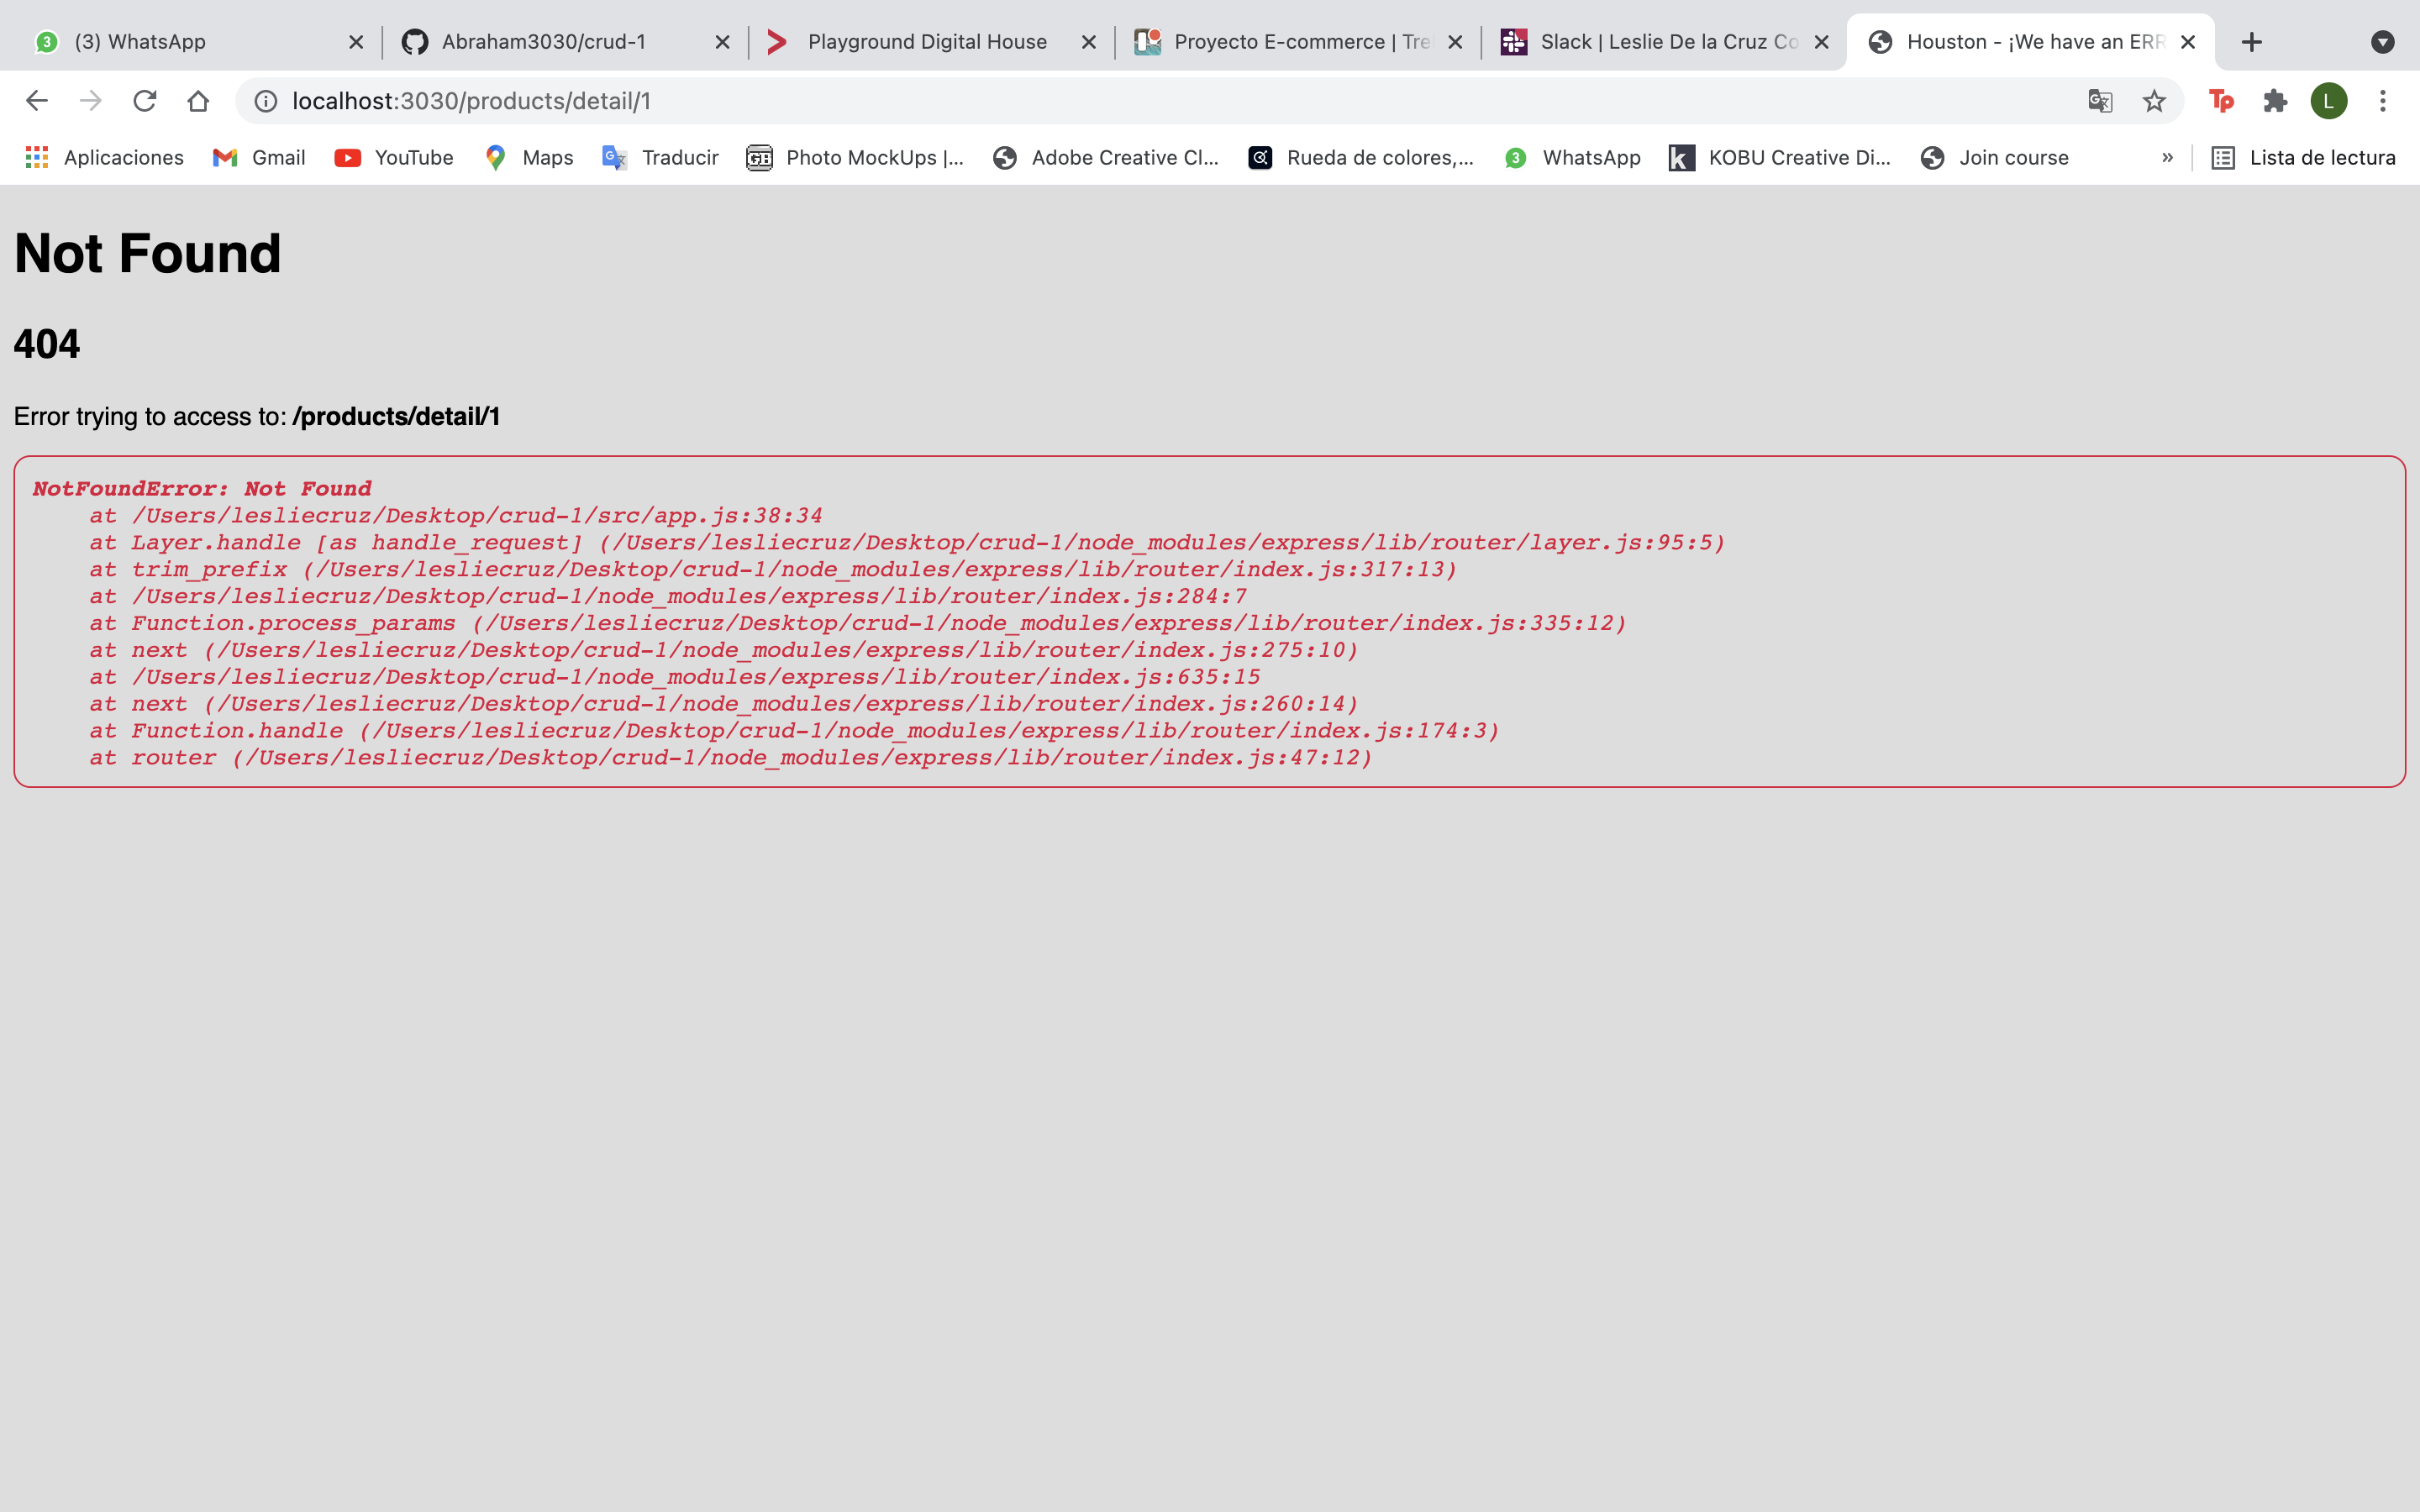 (3) WhatsApp
Abraham3030/crud-1
Playground Digital House
Proyecto E-commerce | Tre
Slack | Leslie De la Cruz Co
Houston - ¡We have an ERR
localhost:3030/products/detail/1
Tp
L
Aplicaciones
Gmail
YouTube
Maps
Traducir
Photo MockUps |...
Adobe Creative Cl...
Rueda de colores,...
WhatsApp
KOBU Creative Di...
Join course
»
Lista de lectura
Not Found
404
Error trying to access to: /products/detail/1
NotFoundError: Not Found
at /Users/lesliecruz/Desktop/crud-1/src/app.js:38:34
at Layer.handle [as handle_request] (/Users/lesliecruz/Desktop/crud-1/node_modules/express/lib/router/layer.js:95:5)
at trim_prefix (/Users/lesliecruz/Desktop/crud-1/node_modules/express/lib/router/index.js:317:13)
at /Users/lesliecruz/Desktop/crud-1/node_modules/express/lib/router/index.js:284:7
at Function.process_params (/Users/lesliecruz/Desktop/crud-1/node_modules/express/lib/router/index.js:335:12)
at next (/Users/lesliecruz/Desktop/crud-1/node_modules/express/lib/router/index.js:275:10)
at /Users/lesliecruz/Desktop/crud-1/node_modules/express/lib/router/index.js:635:15
at next (/Users/lesliecruz/Desktop/crud-1/node_modules/express/lib/router/index.js:260:14)
at Function.handle (/Users/lesliecruz/Desktop/crud-1/node_modules/express/lib/router/index.js:174:3)
at router (/Users/lesliecruz/Desktop/crud-1/node_modules/express/lib/router/index.js:47:12)